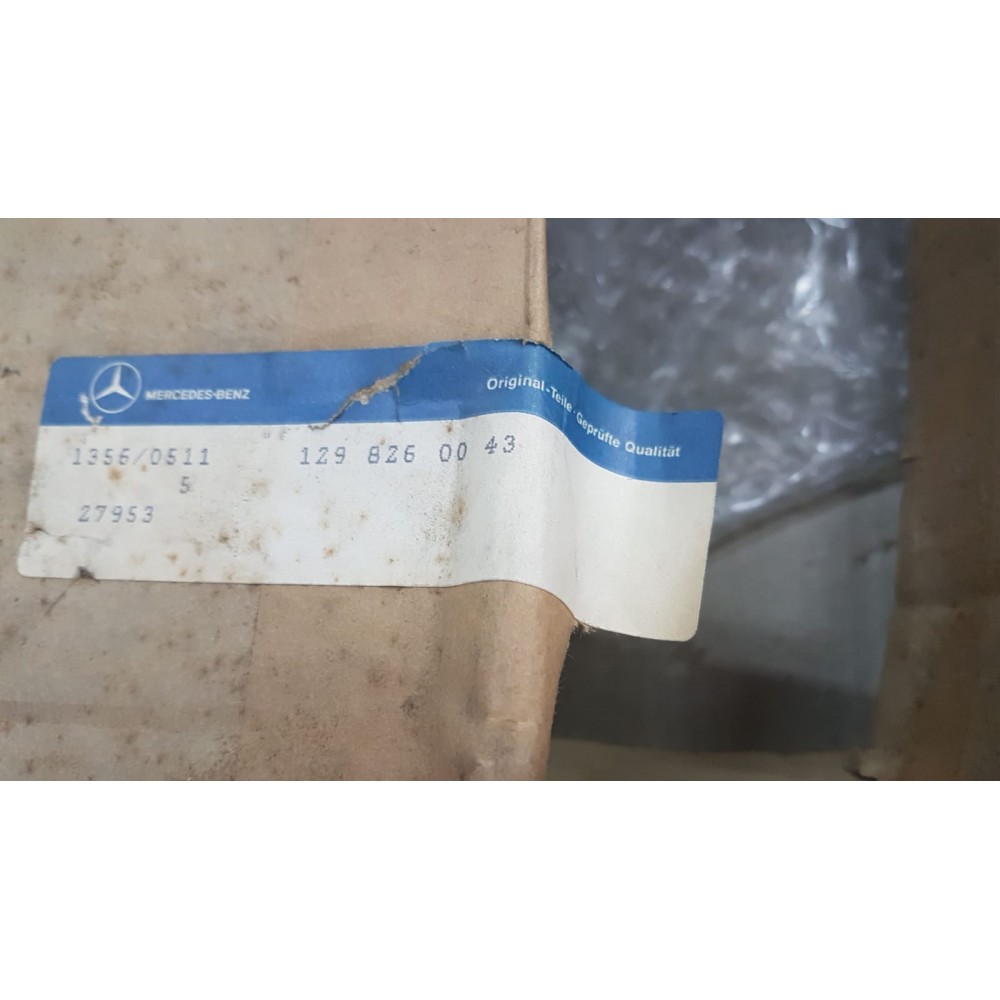 MERCEDES-BENZ
Original-Teile · Geprüfte Qualität
1356/0511 129 826 00 43
5
27953